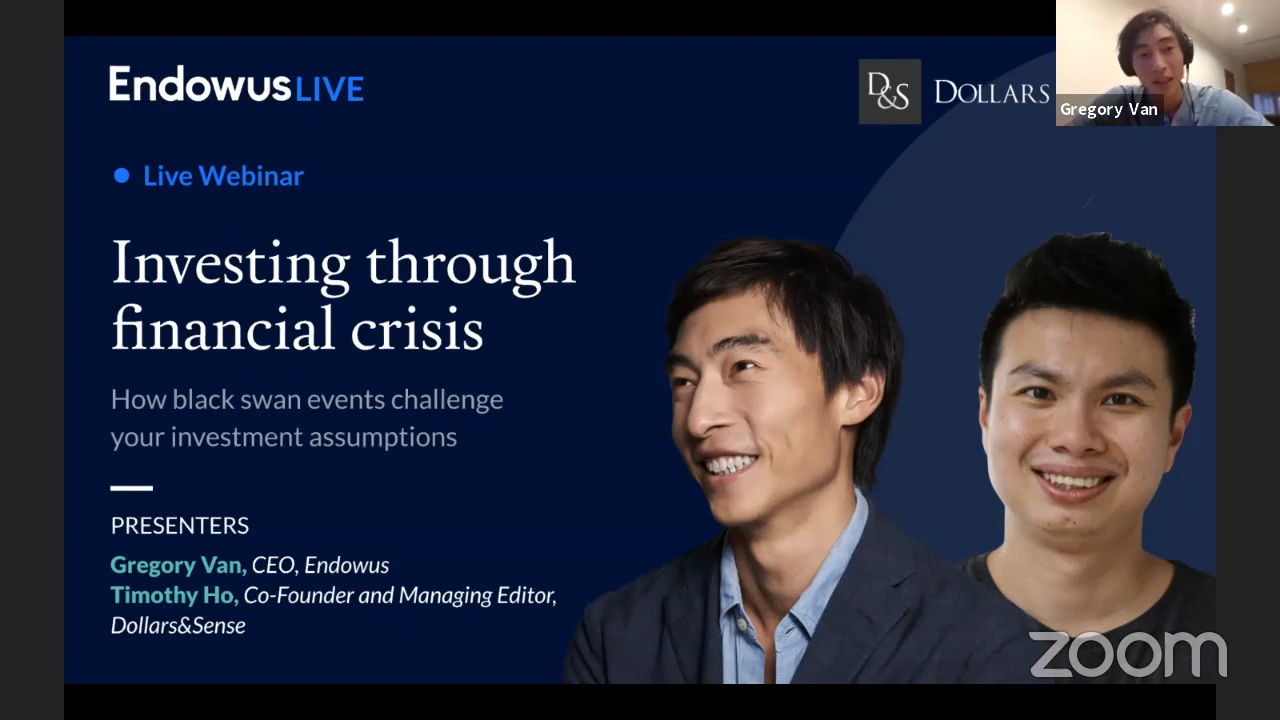 Endowus LIVE
D&S DOLLARS
Gregory Van
Live Webinar
Investing through
financial crisis
How black swan events challenge
your investment assumptions
PRESENTERS
Gregory Van, CEO, Endowus
Timothy Ho, Co-Founder and Managing Editor,
Dollars&Sense
zoom